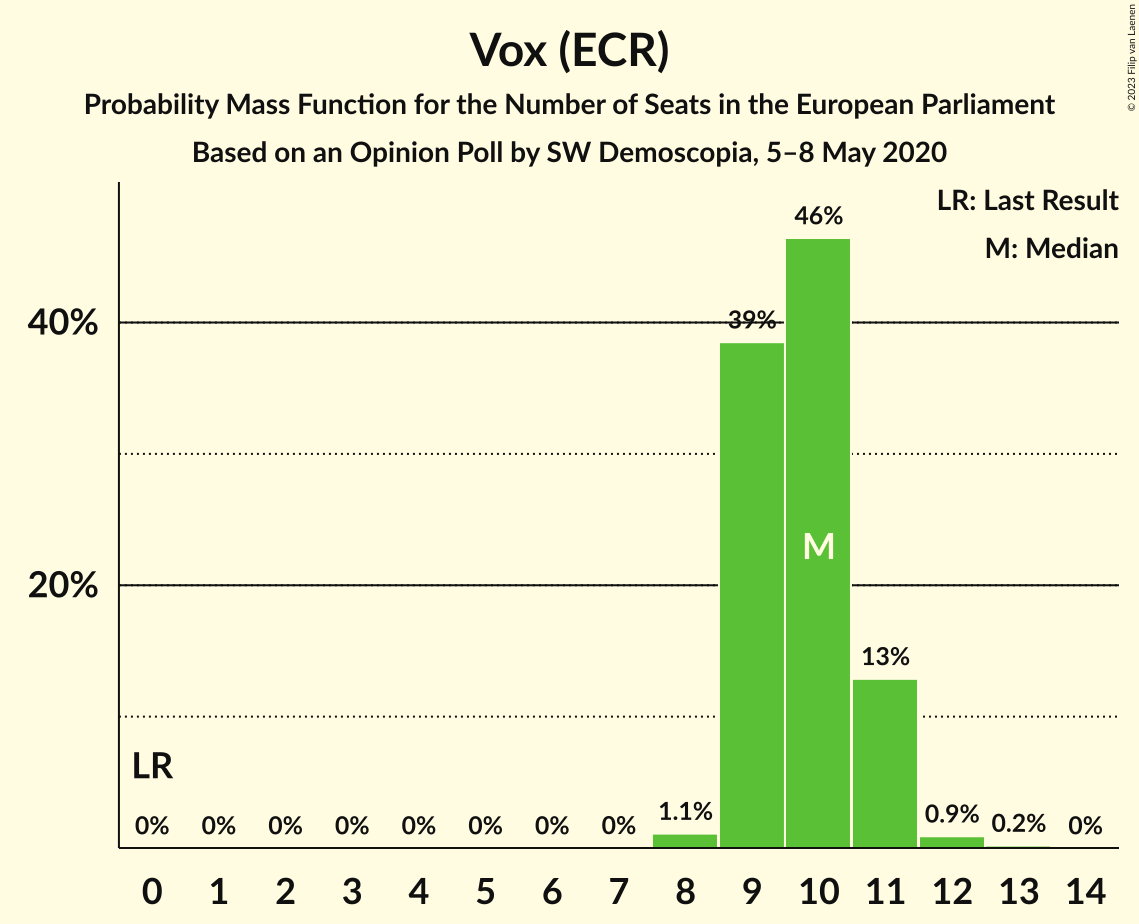 © 2023 Filip van Laenen
Vox (ECR)
Probability Mass Function for the Number of Seats in the European Parliament
Based on an Opinion Poll by SW Demoscopia, 5–8 May 2020
LR: Last Result
M: Median
46%
40%
39%
M
20%
13%
LR
0% 0% 0% 0% 0% 0% 0% 0% 1.1% 0.9% 0.2% 0%
0 1 2 3 4 5 6 7 8 9 10 11 12 13 14